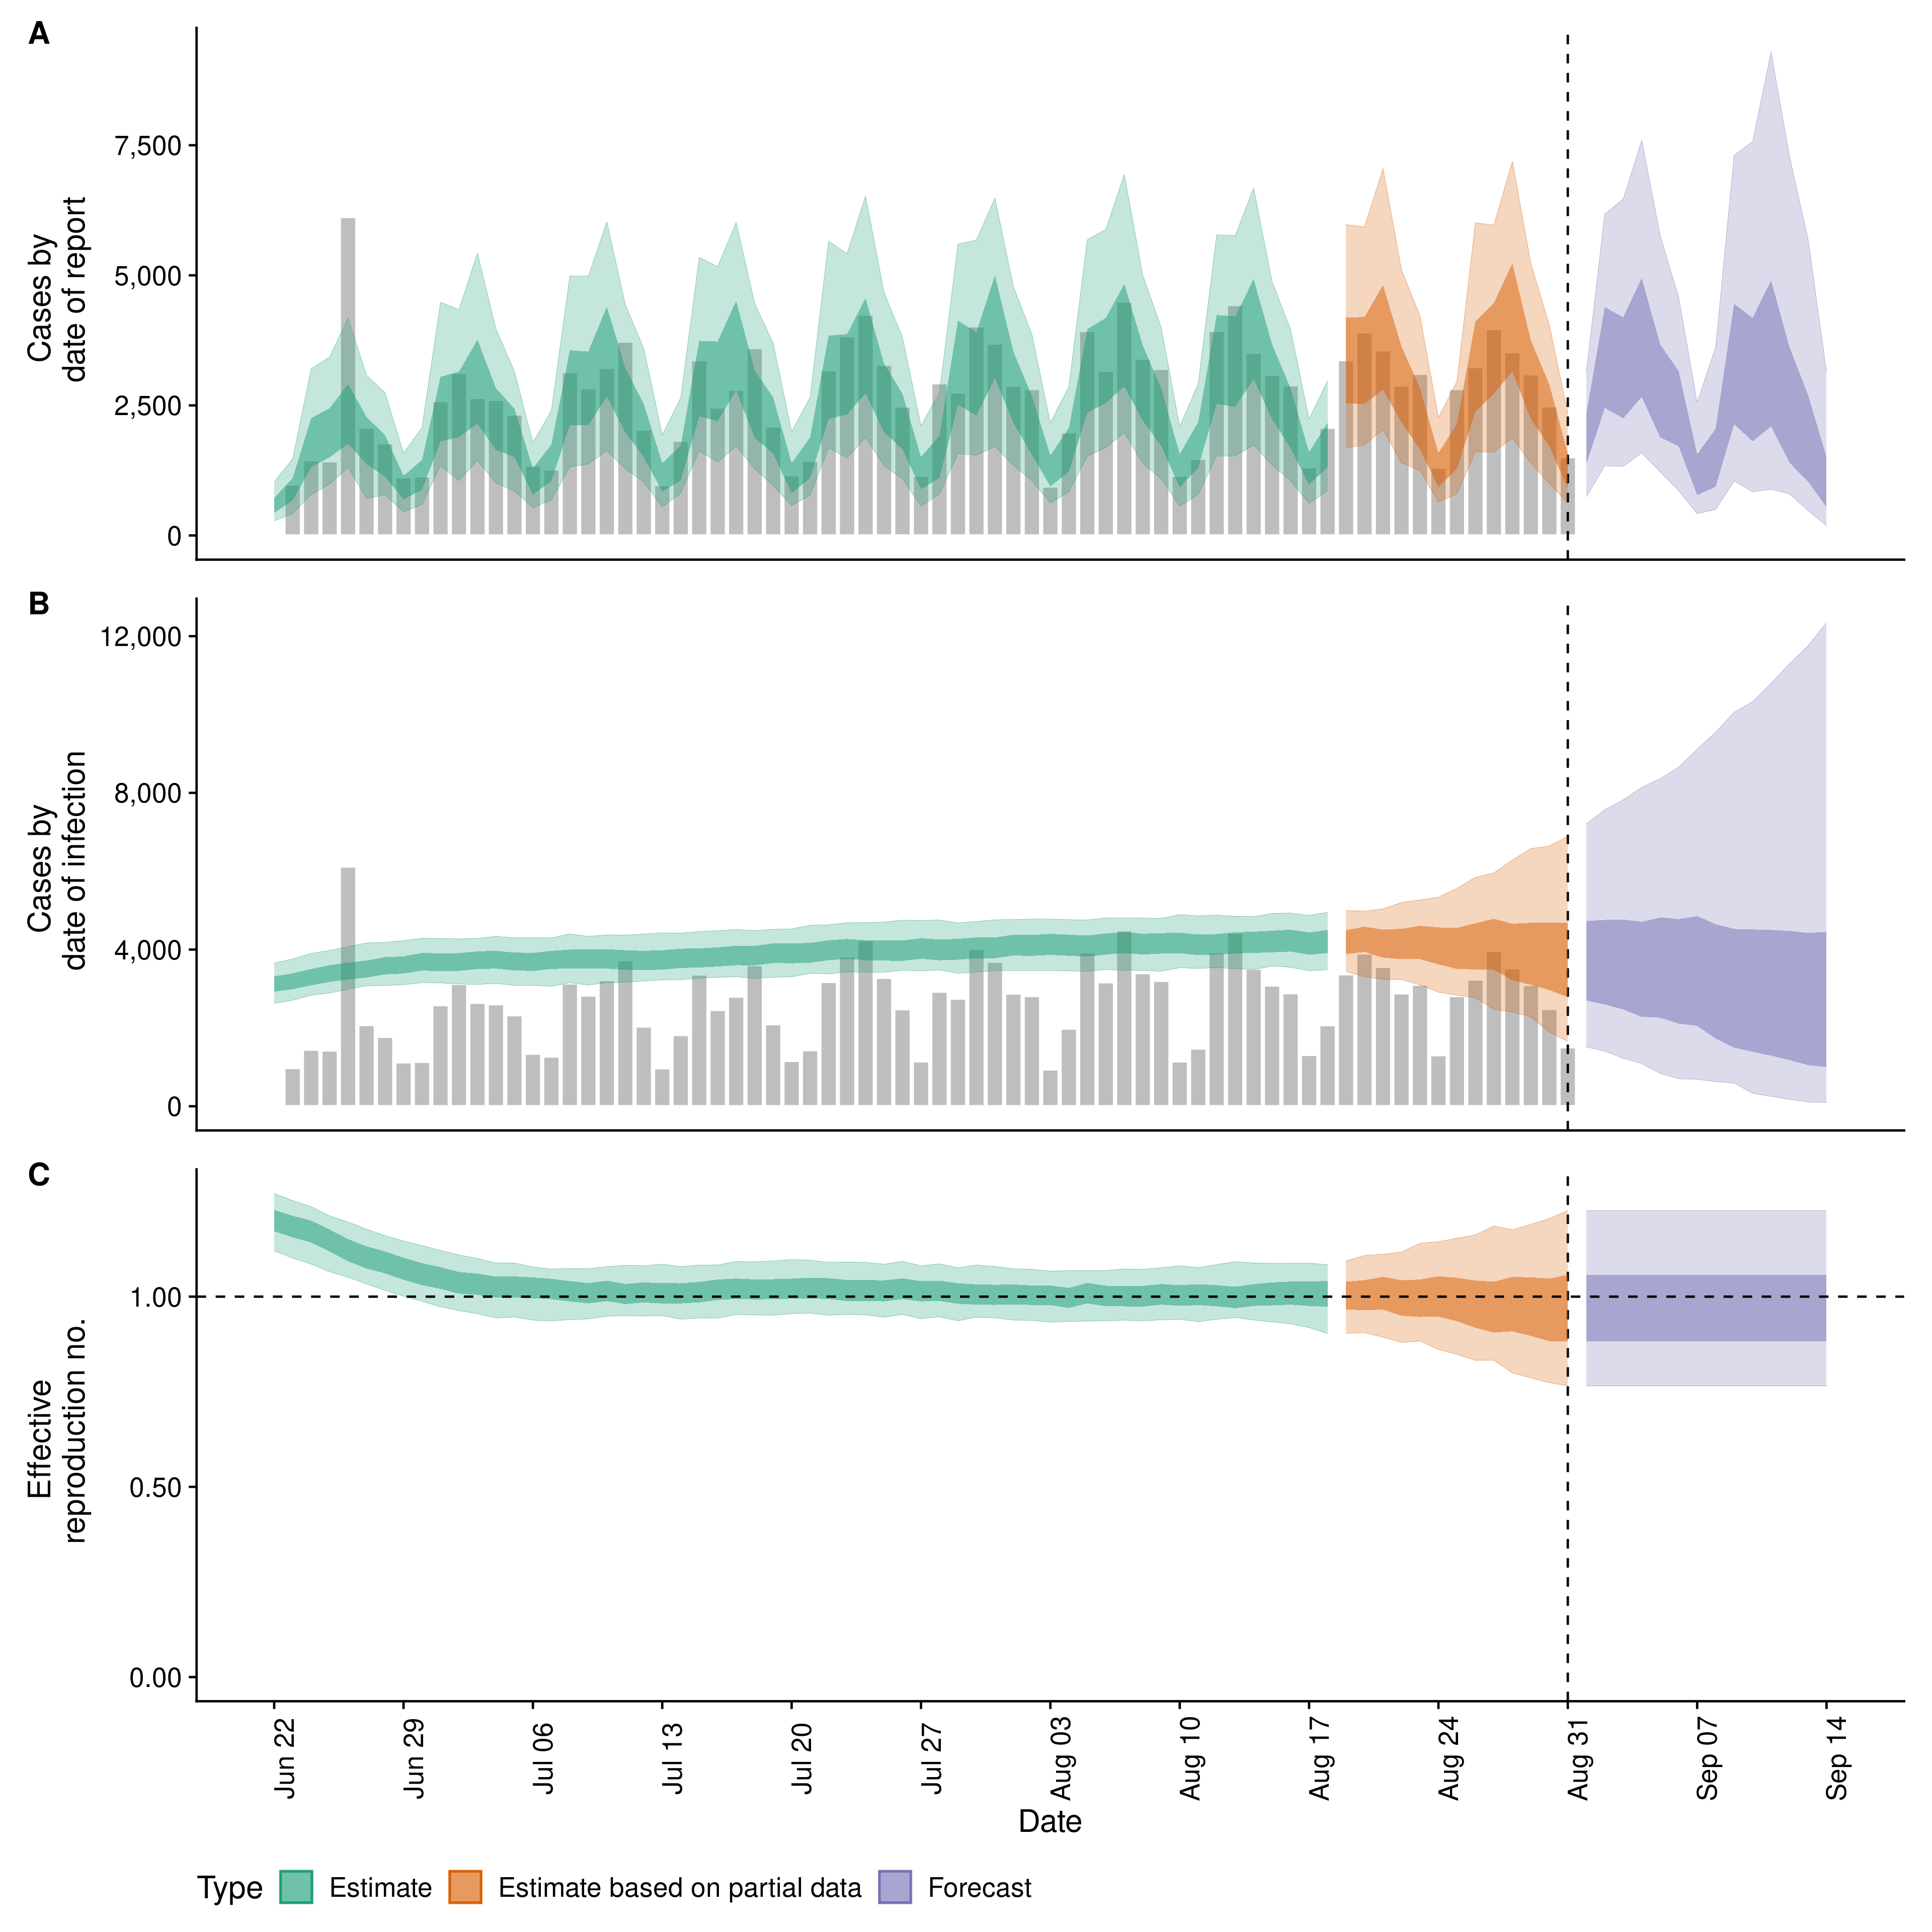 A
Cases by
date of report
7,500
5,000
2,500
0
B
Cases by
date of infection
12,000
8,000
4,000
0
C
Effective
reproduction no.
1.00
0.50
0.00
Jun 22
Jun 29
Jul 06
Jul 13
Jul 20
Jul 27
Aug 03
Aug 10
Aug 17
Aug 24
Aug 31
Sep 07
Sep 14
Date
Type Estimate Estimate based on partial data Forecast